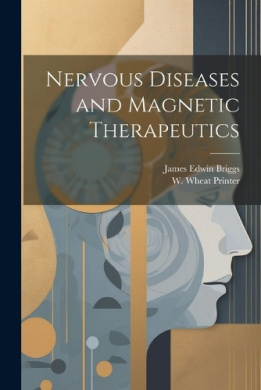 Nervous Diseases
and Magnetic
Therapeutics
James Edwin Briggs
W. Wheat Printer